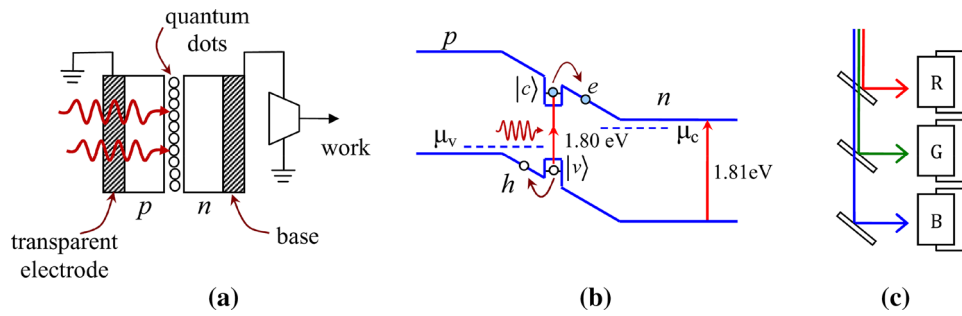 quantum
dots
work
p
n
transparent
electrode
base
(a)
p
|c⟩
e
n
μv
1.80 eV
μc
h
|v⟩
1.81eV
(b)
R
G
B
(c)